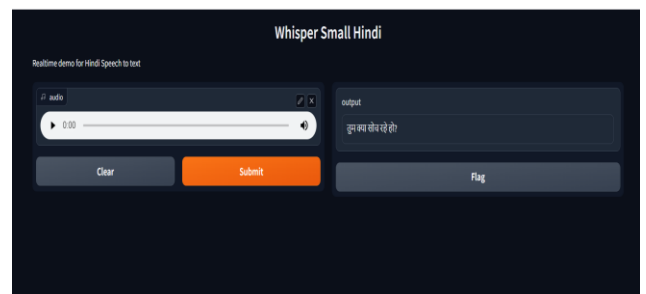 Whisper Small Hindi
Realtime demo for Hindi Speech to text
audio
0:00
Clear
Submit
output
तुम क्या सोच रहे हो?
Flag